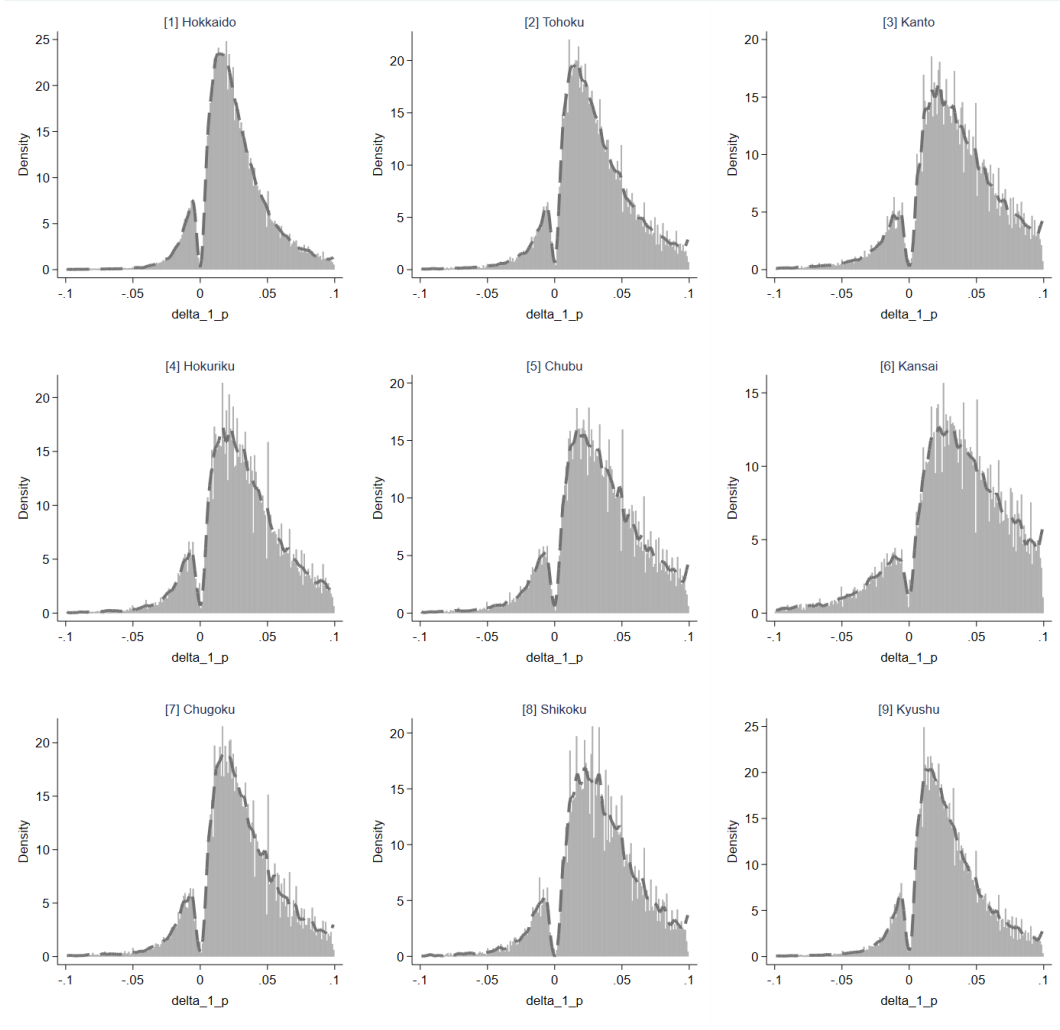 [1] Hokkaido
[2] Tohoku
[3] Kanto
25
20
15
10
5
0
Density
-.1 -.05 0 .05 .1
delta_1_p
20
15
10
5
0
Density
-.1 -.05 0 .05 .1
delta_1_p
20
15
10
5
0
Density
-.1 -.05 0 .05 .1
delta_1_p
[4] Hokuriku
[5] Chubu
[6] Kansai
20
15
10
5
0
Density
-.1 -.05 0 .05 .1
delta_1_p
20
15
10
5
0
Density
-.1 -.05 0 .05 .1
delta_1_p
15
10
5
0
Density
-.1 -.05 0 .05 .1
delta_1_p
[7] Chugoku
[8] Shikoku
[9] Kyushu
20
15
10
5
0
Density
-.1 -.05 0 .05 .1
delta_1_p
20
15
10
5
0
Density
-.1 -.05 0 .05 .1
delta_1_p
25
20
15
10
5
0
Density
-.1 -.05 0 .05 .1
delta_1_p